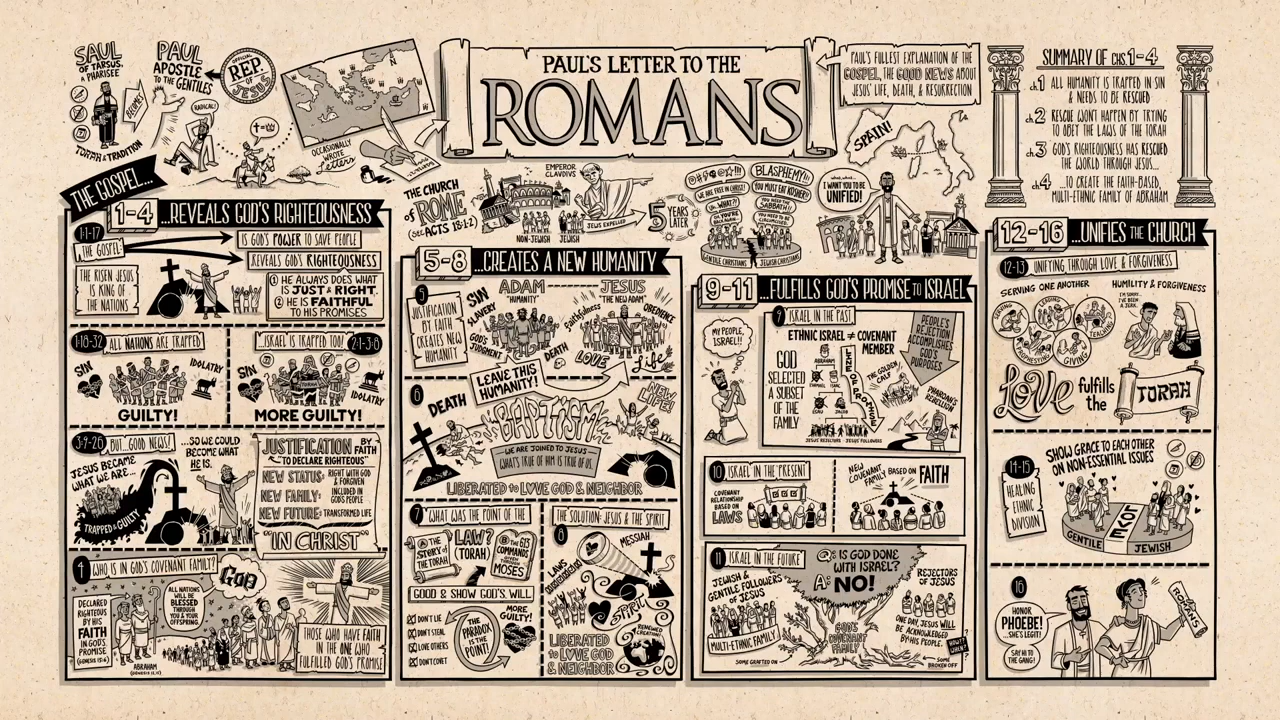 SAUL
OF TARSUS,
A PHARISEE
TORAH & TRADITION
PAUL
APOSTLE
TO THE GENTILES
RADICAL!
OFFICIAL
REP.
OF JESUS
OCCASIONALLY
WROTE
letters
PAUL'S LETTER TO THE
ROMANS
PAUL'S FULLEST EXPLANATION OF THE
GOSPEL, THE GOOD NEWS ABOUT
JESUS' LIFE, DEATH, & RESURRECTION
SUMMARY OF CHS 1-4
ch.1 ALL HUMANITY IS TRAPPED IN SIN
& NEEDS TO BE RESCUED
ch.2 RESCUE WON'T HAPPEN BY TRYING
TO OBEY THE LAWS OF THE TORAH
ch.3 GOD'S RIGHTEOUSNESS HAS RESCUED
THE WORLD THROUGH JESUS...
ch.4 ...TO CREATE THE FAITH-BASED,
MULTI-ETHNIC FAMILY OF ABRAHAM
THE CHURCH
OF ROME
(SEE ACTS 18:1-2)
EMPEROR
CLAUDIUS
NON-JEWISH JEWISH
JEWS EXPELLED
5 YEARS
LATER
@!#$%
BLASPHEMY!!
WE ARE FREE IN CHRIST!
YOU MUST EAT KOSHER!
OH, WHAT?!
YOU NEED TO
SABBATH!!
OH, YOU'RE
BACK AGAIN...
YOU NEED TO BE
CIRCUMCISED!
GENTILE CHRISTIANS
JEWISH CHRISTIANS
I WANT YOU TO BE
UNIFIED!
SPAIN!
THE GOSPEL...
1-4 ...REVEALS GOD'S RIGHTEOUSNESS
1:1-17
THE GOSPEL
IS GOD'S POWER TO SAVE PEOPLE
REVEALS GOD'S RIGHTEOUSNESS
THE RISEN JESUS
IS KING OF
THE NATIONS
① HE ALWAYS DOES WHAT
IS JUST & RIGHT.
② HE IS FAITHFUL
TO HIS PROMISES
1:18-32 ALL NATIONS ARE TRAPPED
SIN
IDOLATRY
GUILTY!
...ISRAEL IS TRAPPED TOO! 2:1-3:8
SIN
TORAH
IDOLATRY
MORE GUILTY!
3:9-26 BUT...GOOD NEWS!
JESUS BECAME
WHAT WE ARE...
TRAPPED & GUILTY
...SO WE COULD
BECOME WHAT
HE IS.
JUSTIFICATION BY FAITH
"TO DECLARE RIGHTEOUS"
NEW STATUS: RIGHT WITH GOD
& FORGIVEN
NEW FAMILY: INCLUDED IN
GOD'S PEOPLE
NEW FUTURE: TRANSFORMED LIFE
"IN CHRIST"
4 WHO IS IN GOD'S COVENANT FAMILY?
GOD
DECLARED
RIGHTEOUS
BY HIS
FAITH
IN GOD'S
PROMISE
(GENESIS 15:6)
ALL NATIONS
WILL BE
BLESSED
THROUGH
YOU & YOUR
OFFSPRING.
ABRAHAM
THOSE WHO HAVE FAITH
IN THE ONE WHO
FULFILLED GOD'S PROMISE
5-8 ...CREATES A NEW HUMANITY
5
JUSTIFICATION
BY FAITH
CREATES NEW
HUMANITY
ADAM
"HUMANITY"
SIN
SLAVERY
GOD'S
JUDGMENT
DEATH
JESUS
"THE NEW ADAM"
Faithfulness
OBEDIENCE
LOVE
Life
6
LEAVE THIS
HUMANITY!
DEATH
BAPTISM
NEW
LIFE!
WE ARE JOINED TO JESUS
WHAT'S TRUE OF HIM IS TRUE OF US.
LIBERATED TO LOVE GOD & NEIGHBOR
7 WHAT WAS THE POINT OF THE
LAW?
(TORAH)
Ⓐ THE
STORY OF
THE TORAH
Ⓑ THE 613
COMMANDS
GIVEN
THROUGH
MOSES
GOOD & SHOW GOD'S WILL
DON'T LIE
DON'T STEAL
LOVE OTHERS
DON'T COVET
THE
PARADOX
IS THE
POINT!
MORE
GUILTY!
THE SOLUTION: JESUS & THE SPIRIT
8
MESSIAH
LAWS
SPIRIT
LIBERATED
TO LOVE GOD
& NEIGHBOR
RENEWED
CREATION!
9-11 ...FULFILLS GOD'S PROMISE TO ISRAEL
MY PEOPLE,
ISRAEL!!
9 ISRAEL IN THE PAST
ETHNIC ISRAEL ≠ COVENANT
MEMBER
GOD
SELECTED
A SUBSET
OF THE
FAMILY
ABRAHAM
ISHMAEL ISAAC
ESAU JACOB
JESUS REJECTORS JESUS FOLLOWERS
THE GOLDEN
CALF
PHARAOH'S
REBELLION
PEOPLE'S
REJECTION
ACCOMPLISHES
GOD'S
PURPOSES
10 ISRAEL IN THE PRESENT
COVENANT
RELATIONSHIP
BASED ON
LAWS
NEW
COVENANT
FAMILY BASED ON FAITH
11 ISRAEL IN THE FUTURE
Q: IS GOD DONE
WITH ISRAEL?
A: NO!
JEWISH &
GENTILE FOLLOWERS
OF JESUS
MULTI-ETHNIC FAMILY
SOME GRAFTED ON
GOD'S
COVENANT
FAMILY
REJECTORS
OF JESUS
ONE DAY, JESUS WILL
BE ACKNOWLEDGED
BY HIS PEOPLE.
HOW?!
WHEN?
SOME
BROKEN OFF
12-16 ...UNIFIES THE CHURCH
12-13 UNIFYING THROUGH LOVE & FORGIVENESS
SERVING ONE ANOTHER
SERVING
LEADING
TEACHING
PROPHESYING
GIVING
HUMILITY & FORGIVENESS
I'M SORRY...
I'VE BEEN
A JERK.
LOVE fulfills
the TORAH
14-15
HEALING
ETHNIC
DIVISION
SHOW GRACE TO EACH OTHER
ON NON-ESSENTIAL ISSUES
LOVE
GENTILE JEWISH
16
HONOR
PHOEBE!
...SHE'S LEGIT!
SAY HI TO
THE GANG!
ROMANS